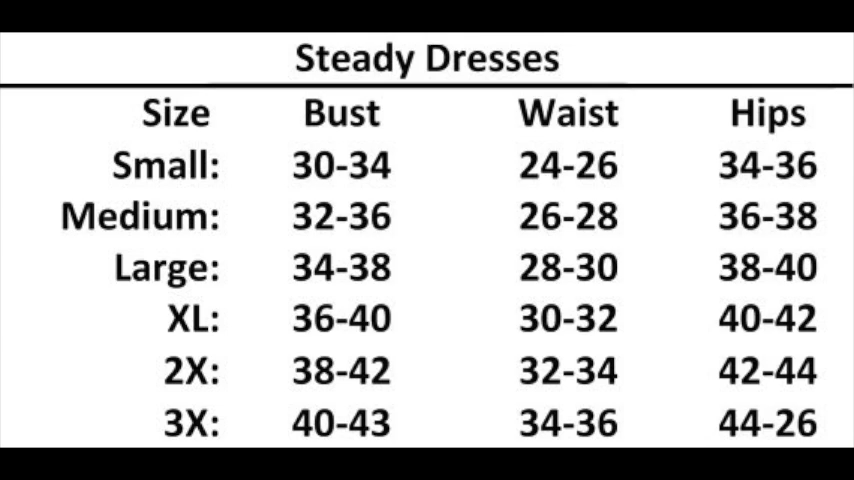 Steady Dresses
Size Bust Waist Hips
Small: 30-34 24-26 34-36
Medium: 32-36 26-28 36-38
Large: 34-38 28-30 38-40
XL: 36-40 30-32 40-42
2X: 38-42 32-34 42-44
3X: 40-43 34-36 44-26